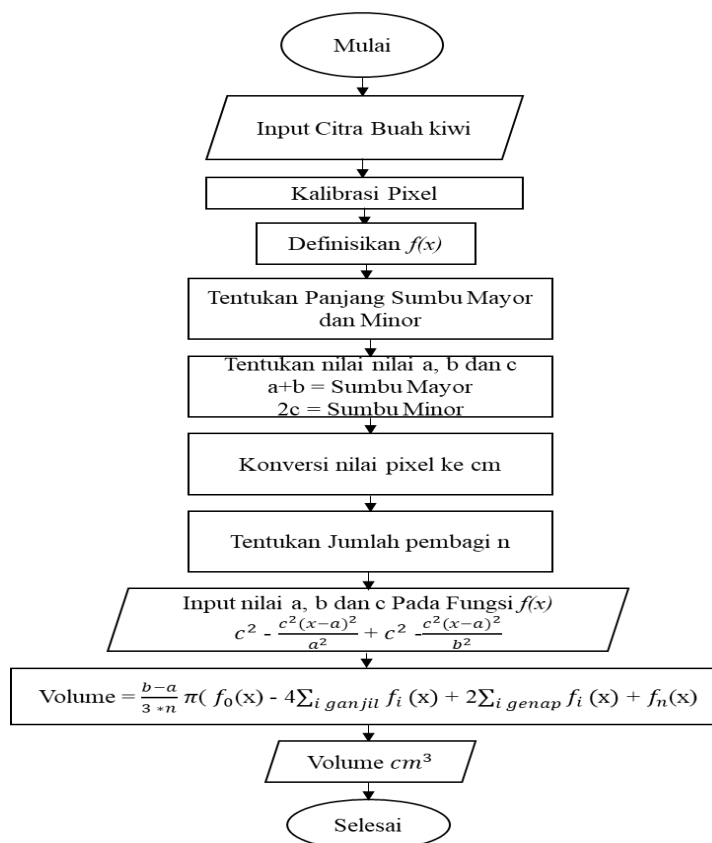 Mulai
Input Citra Buah kiwi
Kalibrasi Pixel
Definisikan f(x)
Tentukan Panjang Sumbu Mayor
dan Minor
Tentukan nilai nilai a, b dan c
a+b = Sumbu Mayor
2c = Sumbu Minor
Konversi nilai pixel ke cm
Tentukan Jumlah pembagi n
Input nilai a, b dan c Pada Fungsi f(x)
c² - c²(x−a)²/a² + c² - c²(x−a)²/b²
Volume = b−a/3 *n π( f₀(x) - 4∑ᵢ ganjil fᵢ (x) + 2∑ᵢ genap fᵢ (x) + fₙ(x)
Volume cm³
Selesai